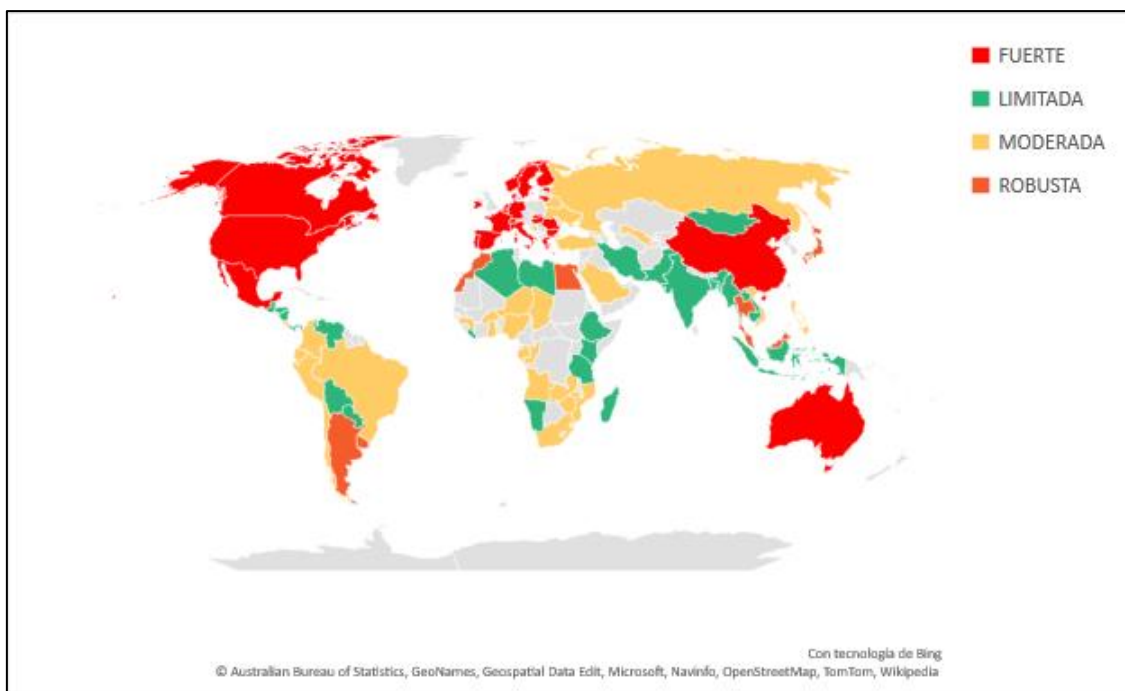 FUERTE
LIMITADA
MODERADA
ROBUSTA
Con tecnología de Bing
© Australian Bureau of Statistics, GeoNames, Geospatial Data Edit, Microsoft, Navinfo, OpenStreetMap, TomTom, Wikipedia